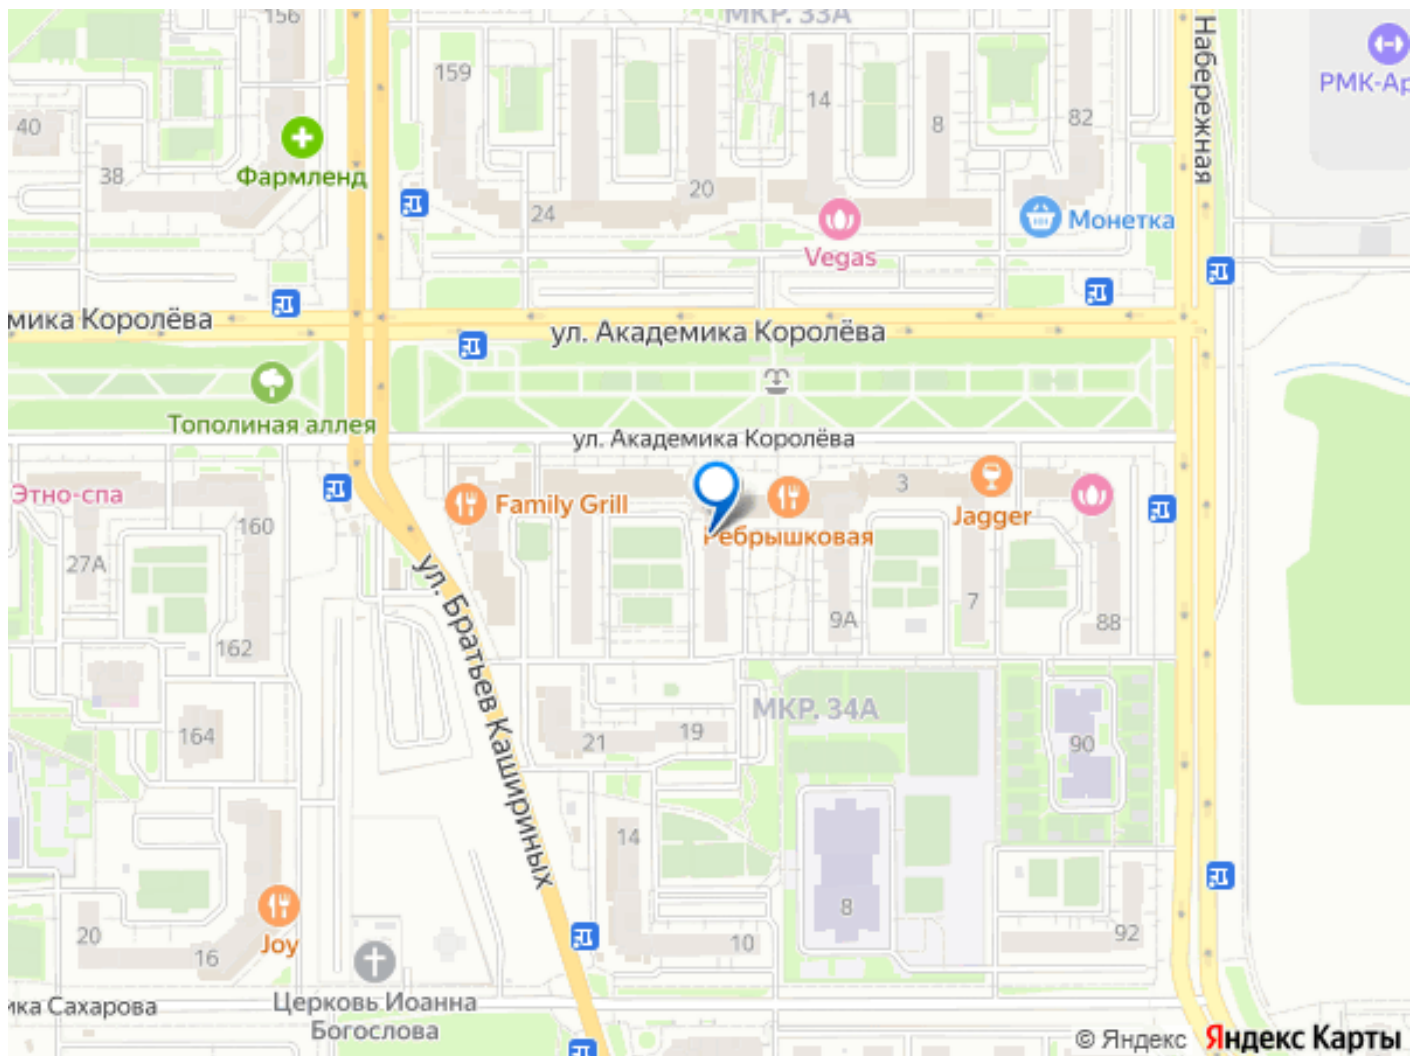 156
МКР. 33А
Набережная
РМК-Ар
159
14
8
82
40
38
Фармленд
20
24
Монетка
Vegas
мика Королёва
ул. Академика Королёва
Тополиная аллея
ул. Академика Королёва
Этно-спа
160
Family Grill
3
Jagger
Ребрышковая
27А
ул. Братьев Кашириных
162
9А
7
88
МКР. 34А
164
21
19
90
14
8
20
16
Joy
10
92
ика Сахарова
Церковь Иоанна
Богослова
© Яндекс
Яндекс Карты